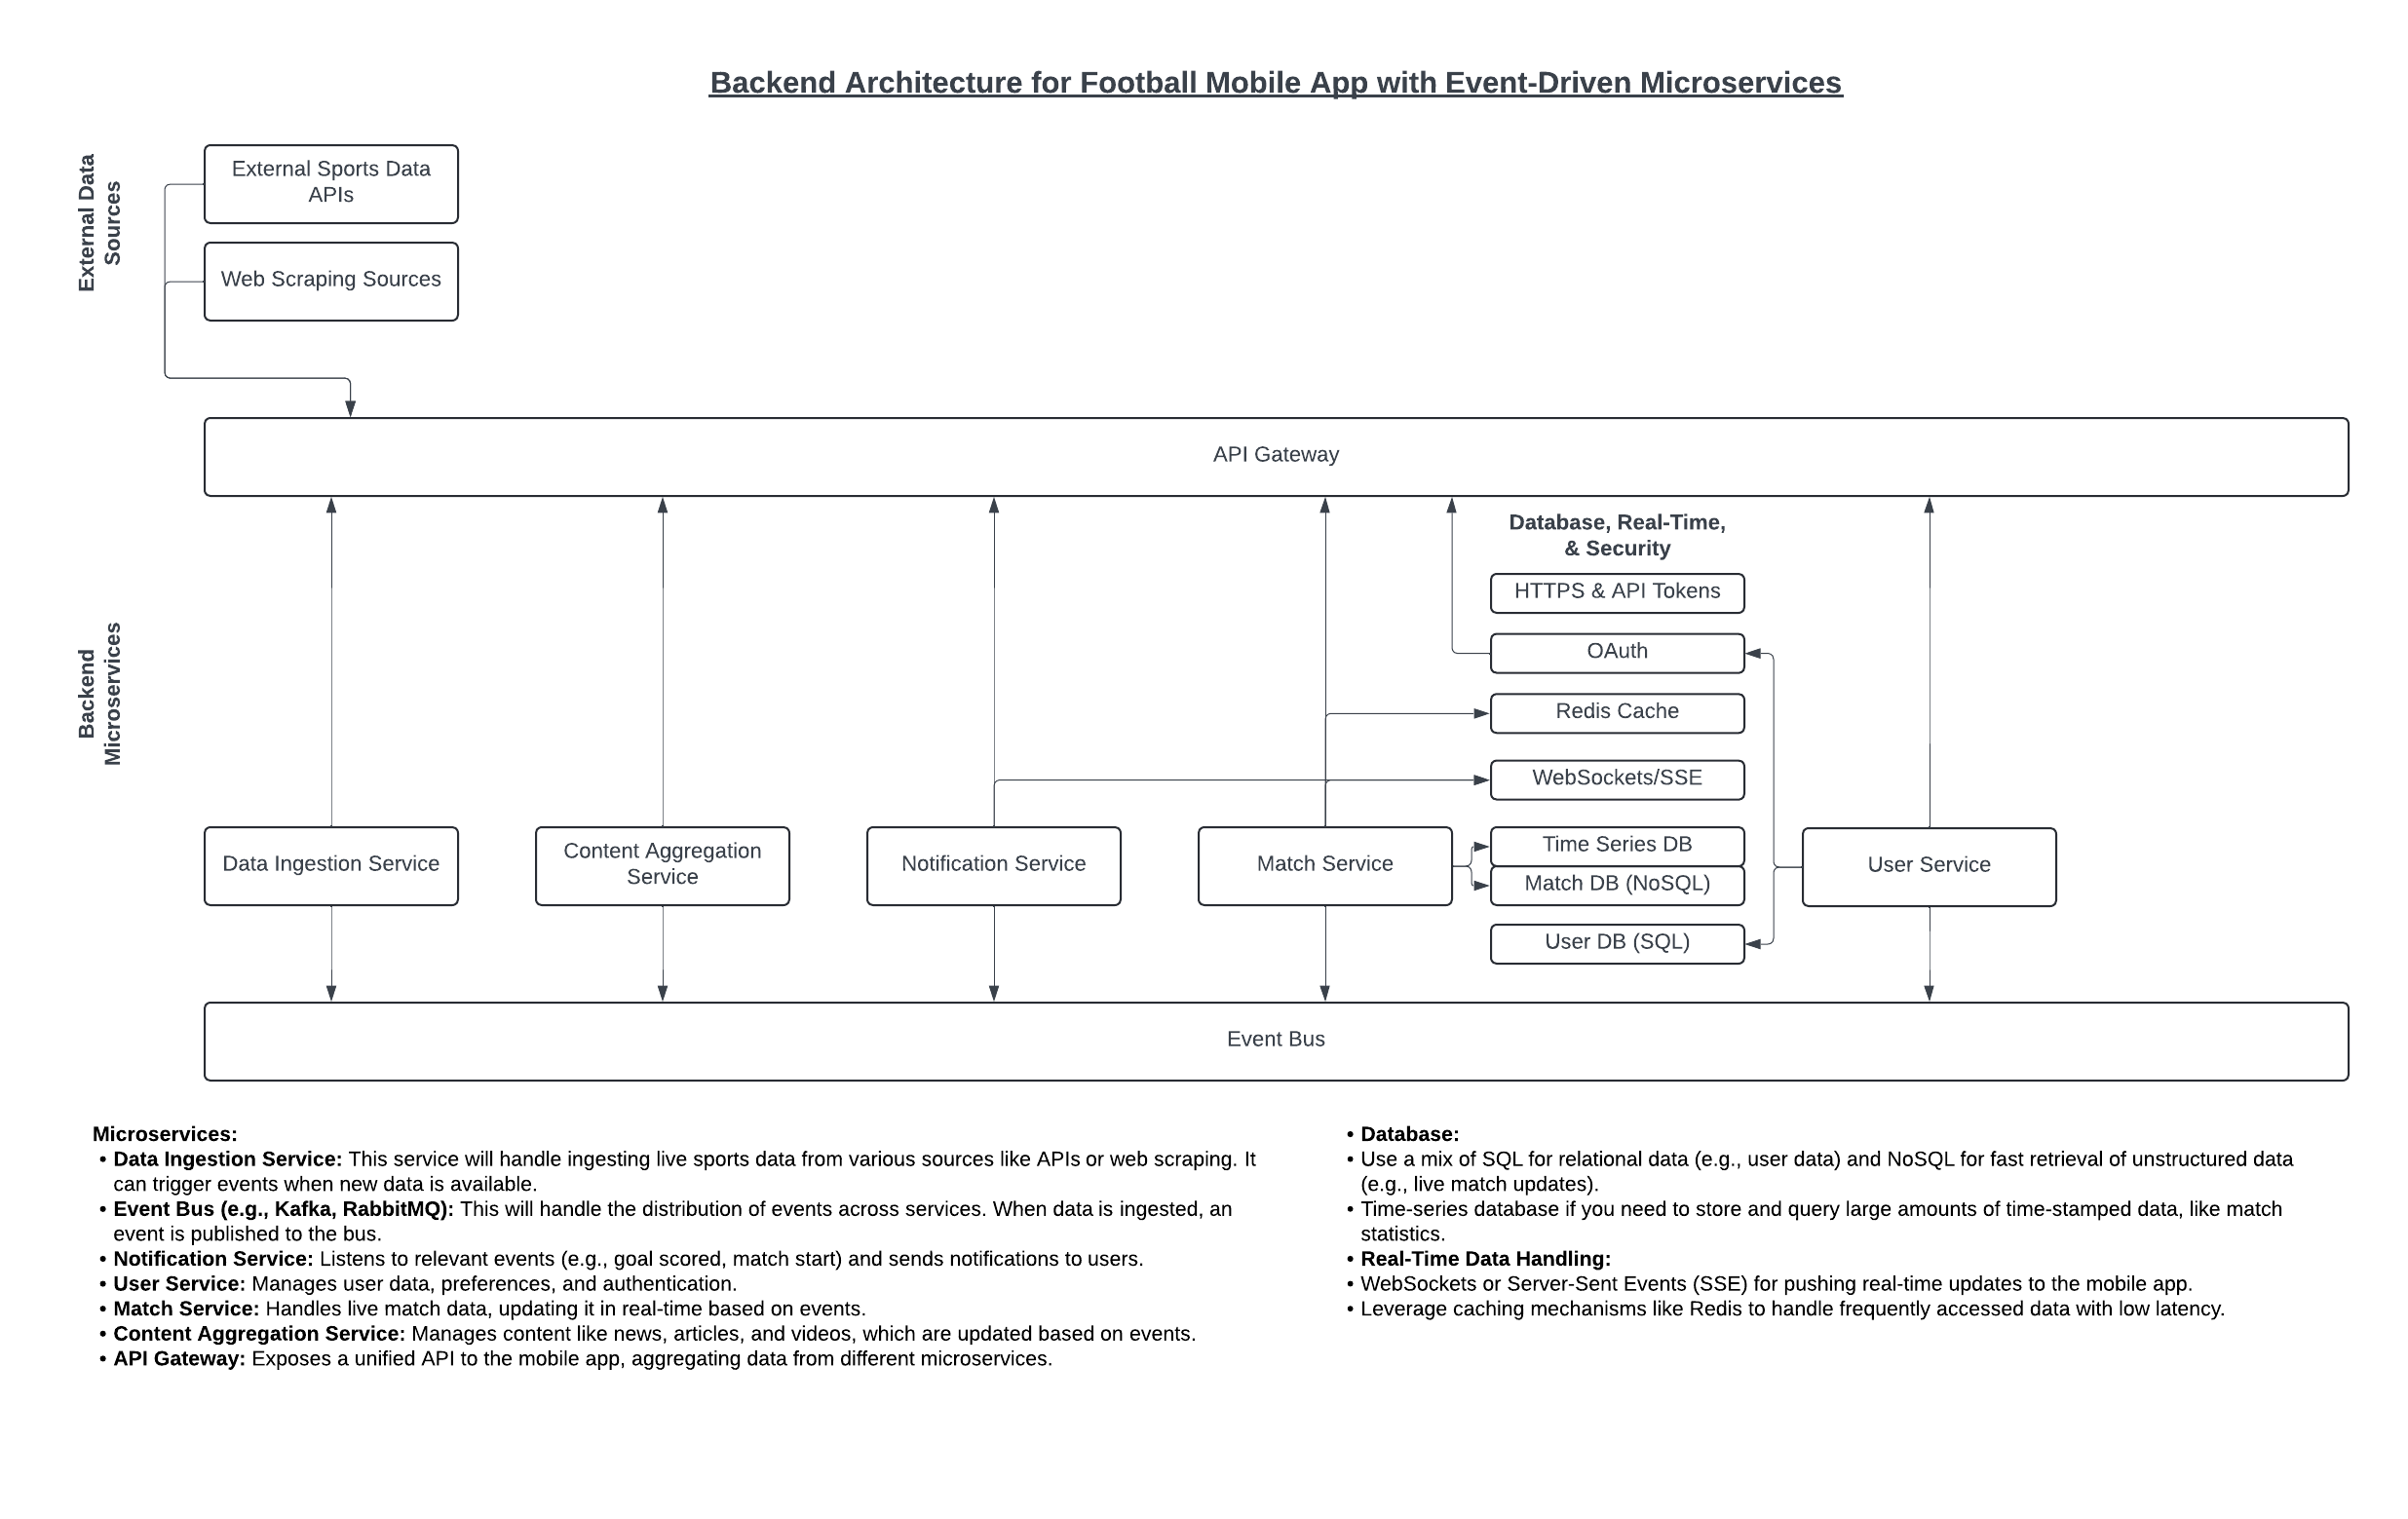 Backend Architecture for Football Mobile App with Event-Driven Microservices
External Data
Sources
External Sports Data
APIs
Web Scraping Sources
API Gateway
Backend
Microservices
Database, Real-Time,
& Security
HTTPS & API Tokens
OAuth
Redis Cache
WebSockets/SSE
Data Ingestion Service
Content Aggregation
Service
Notification Service
Match Service
Time Series DB
Match DB (NoSQL)
User DB (SQL)
User Service
Event Bus
Microservices:
• Data Ingestion Service: This service will handle ingesting live sports data from various sources like APIs or web scraping. It
can trigger events when new data is available.
• Event Bus (e.g., Kafka, RabbitMQ): This will handle the distribution of events across services. When data is ingested, an
event is published to the bus.
• Notification Service: Listens to relevant events (e.g., goal scored, match start) and sends notifications to users.
• User Service: Manages user data, preferences, and authentication.
• Match Service: Handles live match data, updating it in real-time based on events.
• Content Aggregation Service: Manages content like news, articles, and videos, which are updated based on events.
• API Gateway: Exposes a unified API to the mobile app, aggregating data from different microservices.
• Database:
• Use a mix of SQL for relational data (e.g., user data) and NoSQL for fast retrieval of unstructured data
(e.g., live match updates).
• Time-series database if you need to store and query large amounts of time-stamped data, like match
statistics.
• Real-Time Data Handling:
• WebSockets or Server-Sent Events (SSE) for pushing real-time updates to the mobile app.
• Leverage caching mechanisms like Redis to handle frequently accessed data with low latency.